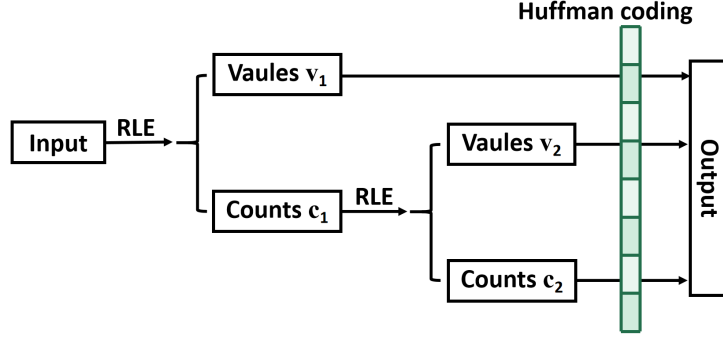 Huffman coding
Vaules v₁
RLE
Input
Vaules v₂
Output
Counts c₁
RLE
Counts c₂